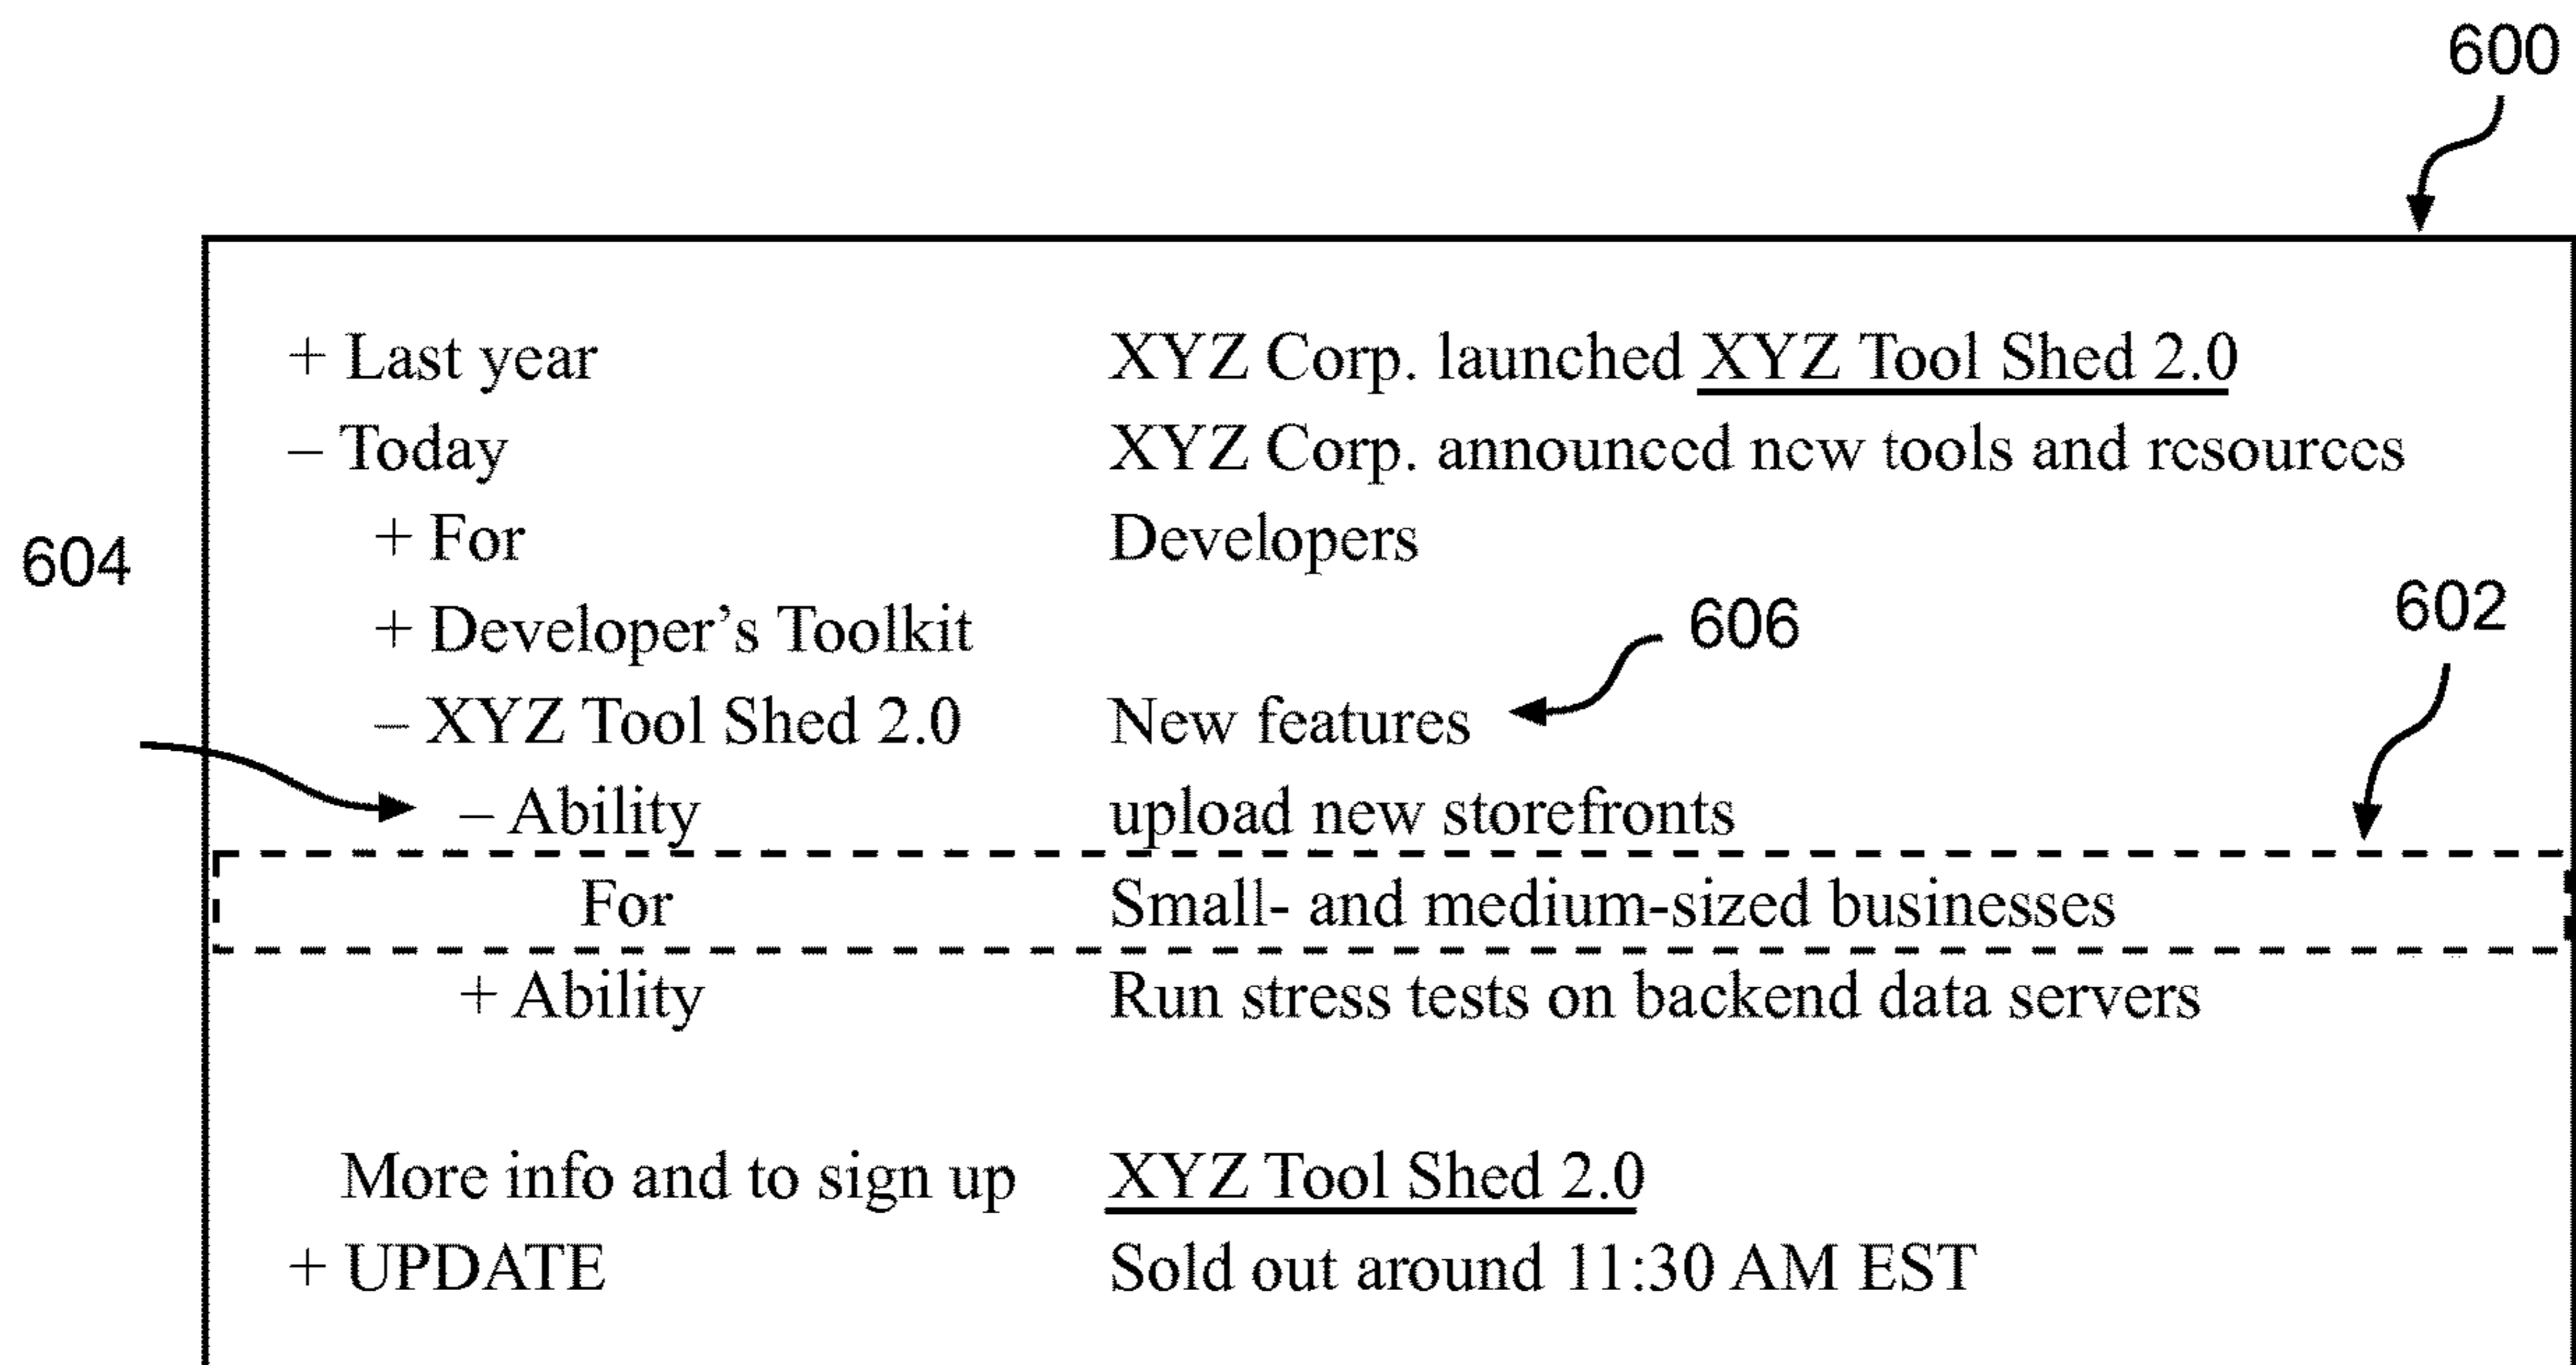 600
+ Last year XYZ Corp. launched XYZ Tool Shed 2.0
– Today XYZ Corp. announced new tools and resources
+ For Developers
604
+ Developer’s Toolkit
606
602
– XYZ Tool Shed 2.0 New features
– Ability upload new storefronts
For Small- and medium-sized businesses
+ Ability Run stress tests on backend data servers
More info and to sign up XYZ Tool Shed 2.0
+ UPDATE Sold out around 11:30 AM EST